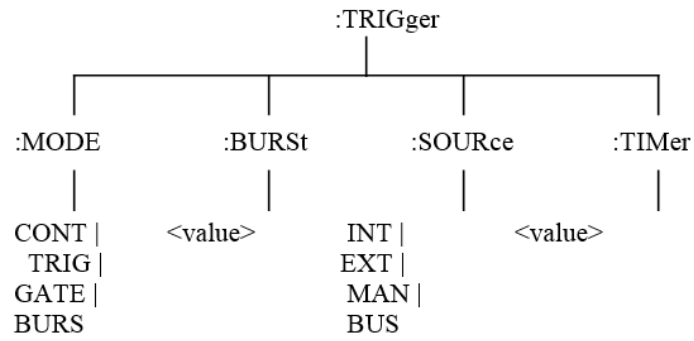 :TRIGger
:MODE :BURSt :SOURce :TIMer
CONT | <value> INT | <value>
TRIG | EXT |
GATE | MAN |
BURS BUS